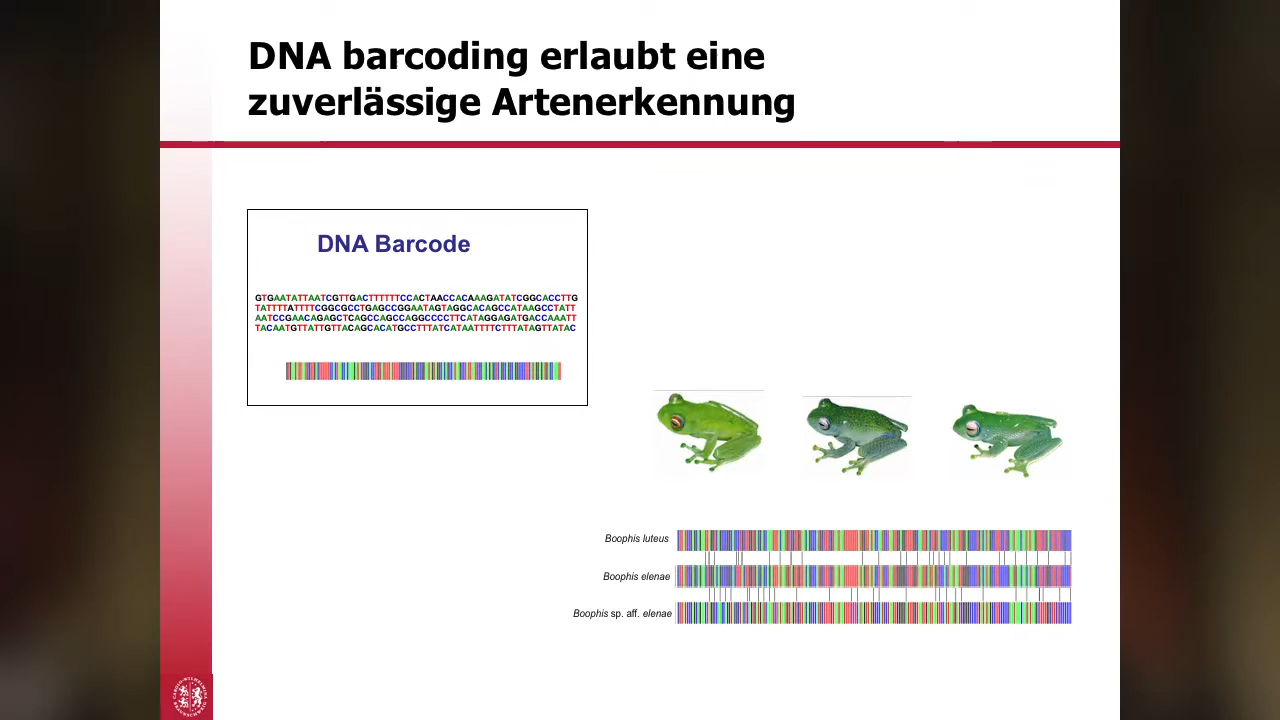 DNA barcoding erlaubt eine
zuverlässige Artenerkennung
DNA Barcode
GTGAATATTAATCGTTGACTTTTTTCCACTAACCACAAAGATATCGGCACCTTG
TATTTTATTTTCGGCGCCTGAGCCGGAATAGTAGGCACAGCCATAAGCCTATT
AATCCGAACAGAGCTCAGCCAGCCAGGCCCCTTCATAGGAGATGACCAAATT
TACAATGTTATTGTTACAGCACATGCCTTTATCATAATTTTCTTTATAGTTATAC
Boophis luteus
Boophis elenae
Boophis sp. aff. elenae